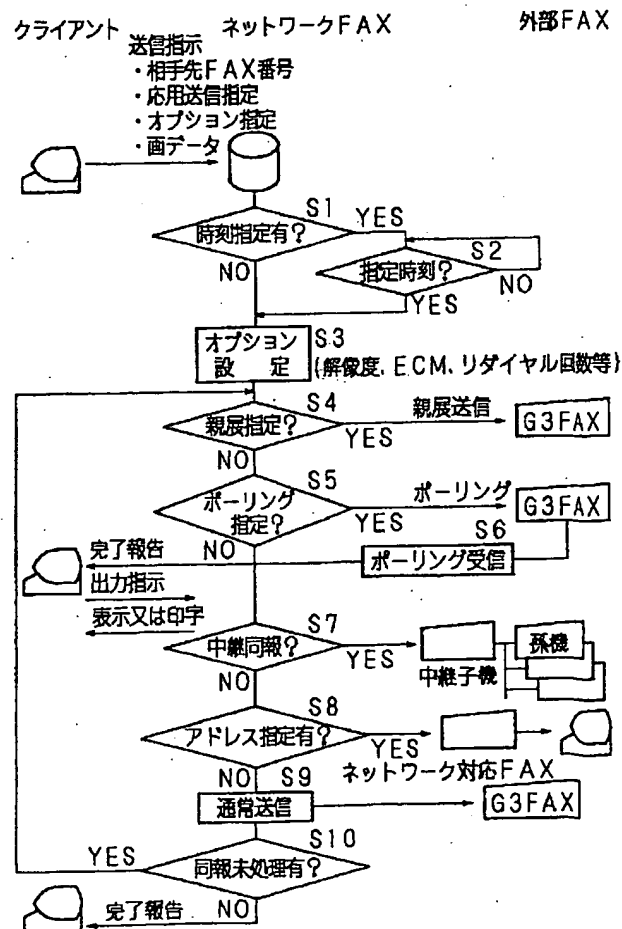 クライアント
ネットワークFAX
外部FAX
送信指示
・相手先FAX番号
・応用送信指定
・オプション指定
・画データ
S1
YES
時刻指定有?
S2
NO
指定時刻?
NO
YES
オプション
設 定
S3
(解像度、ECM、リダイヤル回数等)
S4
親展指定?
親展送信
G3FAX
YES
NO
S5
ポーリング
指定?
ポーリング
G3FAX
YES
S6
完了報告
NO
ポーリング受信
出力指示
表示又は印字
S7
中継同報?
YES
孫機
中継子機
NO
S8
アドレス指定有?
YES
ネットワーク対応FAX
NO
S9
通常送信
G3FAX
S10
YES
同報未処理有?
完了報告
NO